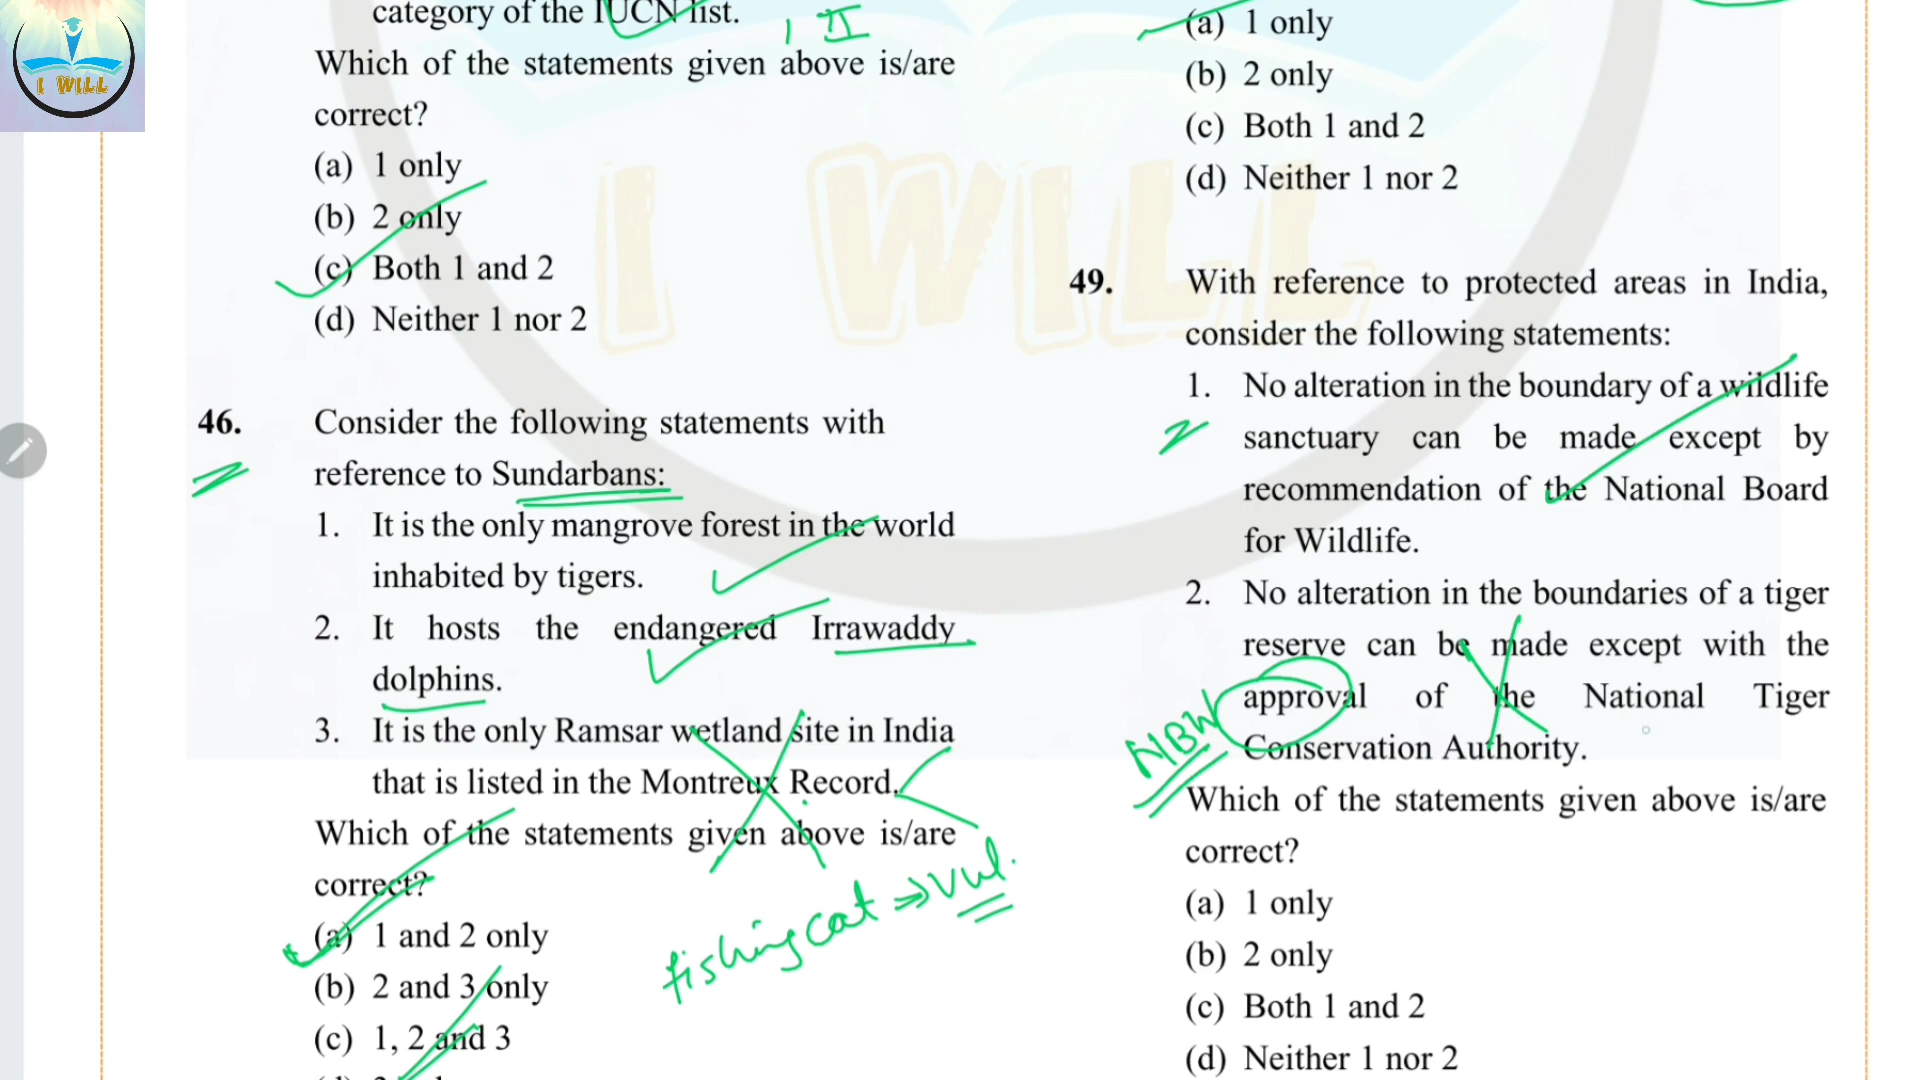 I WILL
category of the IUCN list.
I II
Which of the statements given above is/are
correct?
(a) 1 only
(b) 2 only
(c) Both 1 and 2
(d) Neither 1 nor 2
46. Consider the following statements with
reference to Sundarbans:
1. It is the only mangrove forest in the world
inhabited by tigers.
2. It hosts the endangered Irrawaddy
dolphins.
3. It is the only Ramsar wetland site in India
that is listed in the Montreux Record.
Which of the statements given above is/are
correct?
(a) 1 and 2 only
(b) 2 and 3 only
(c) 1, 2 and 3
fishing cat ⇒ vul.
(a) 1 only
(b) 2 only
(c) Both 1 and 2
(d) Neither 1 nor 2
49. With reference to protected areas in India,
consider the following statements:
1. No alteration in the boundary of a wildlife
sanctuary can be made except by
recommendation of the National Board
for Wildlife.
2. No alteration in the boundaries of a tiger
reserve can be made except with the
approval of the National Tiger
Conservation Authority.
NBW
Which of the statements given above is/are
correct?
(a) 1 only
(b) 2 only
(c) Both 1 and 2
(d) Neither 1 nor 2
I WILL